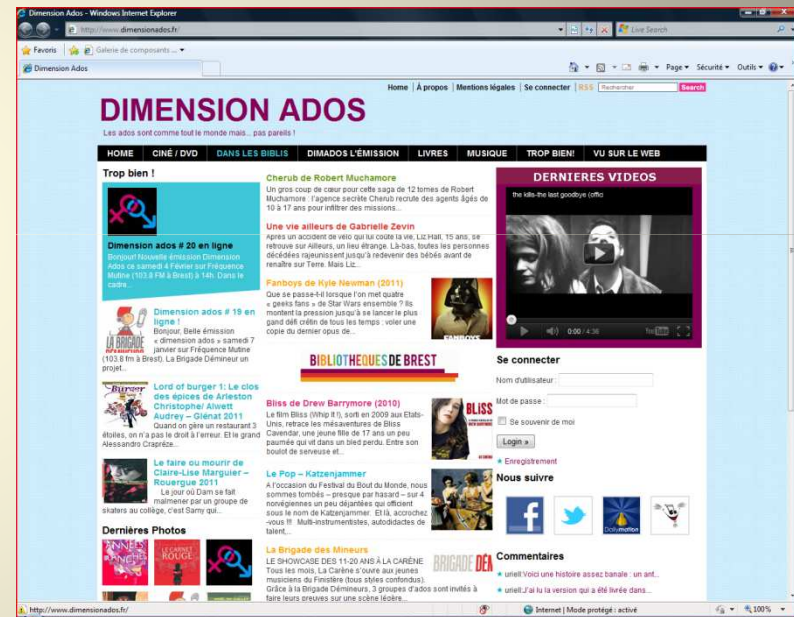 Dimension Ados - Windows Internet Explorer
http://www.dimensionados.fr/
Live Search
Favoris
Galerie de composants ...
Dimension Ados
Page
Sécurité
Outils
Home | À propos | Mentions légales | Se connecter | RSS
Rechercher
Search
DIMENSION ADOS
Les ados sont comme tout le monde mais... pas pareils !
HOME
CINÉ / DVD
DANS LES BIBLIS
DIMADOS L'ÉMISSION
LIVRES
MUSIQUE
TROP BIEN!
VU SUR LE WEB
Trop bien !
Dimension ados # 20 en ligne
Bonjour! Nouvelle émission Dimension
Ados ce samedi 4 Février sur Fréquence
Mutine (103.8 FM à Brest) à 14h. Dans le
cadre...
LA BRIGADE
Dimension ados # 19 en
ligne !
Bonjour, Belle émission
« dimension ados » samedi 7
janvier sur Fréquence Mutine
(103.8 fm à Brest). La Brigade Démineur un
projet...
Burger
Lord of burger 1: Le clos
des épices de Arleston
Christophe/ Alwett
Audrey – Glénat 2011
Quand on gère un restaurant 3
étoiles, on n'a pas le droit à l'erreur. Et le grand
Alessandro Crapréze...
Le faire ou mourir de
Claire-Lise Marguier –
Rouergue 2011
Le jour où Dam se fait
malmener par un groupe de
skaters au collège, c'est Samy qui...
Dernières Photos
ANNÉES
BLANCHES
LE CARNET
ROUGE
Cherub de Robert Muchamore
Un gros coup de cœur pour cette saga de 12 tomes de Robert
Muchamore : l'agence secrète Cherub recrute des agents âgés de
10 à 17 ans pour infiltrer des missions...
Une vie ailleurs de Gabrielle Zevin
Après un accident de vélo qui lui coute la vie, Liz Hall, 15 ans, se
retrouve sur Ailleurs, un lieu étrange. Là-bas, toutes les personnes
décédées rajeunissent jusqu'à redevenir des bébés avant de
renaître sur Terre. Mais Liz...
Fanboys de Kyle Newman (2011)
Que se passe-t-il lorsque l'on met quatre
« geeks fans » de Star Wars ensemble ? Ils
montent la pression jusqu'à se lancer le plus
gand défi crétin de tous les temps : voler une
copie du dernier opus de...
FANBOYS
BIBLIOTHEQUES DE BREST
Bliss de Drew Barrymore (2010)
Le film Bliss (Whip It !), sorti en 2009 aux Etats-
Unis, retrace les mésaventures de Bliss
Cavendar, une jeune fille de 17 ans un peu
paumée qui vit dans un bled perdu. Entre son
boulot de serveuse et...
BLISS
Le Pop – Katzenjammer
A l'occasion du Festival du Bout du Monde, nous
sommes tombés – presque par hasard – sur 4
norvégiennes un peu déjantées qui officient
sous le nom de Katzenjammer. Et là, accrochez
-vous !!! Multi-instrumentistes, autodidactes de
talent,...
La Brigade des Mineurs
LE SHOWCASE DES 11-20 ANS À LA CARÈNE
Tous les mois, La Carène s'ouvre aux jeunes
musiciens du Finistère (tous styles confondus).
Grâce à la Brigade Démineurs, 3 groupes d'ados sont invités à
faire leurs preuves sur une scène légère...
BRIGADE DÉM
DERNIERES VIDEOS
the kills-the last goodbye (offic
0:00 / 4:36
YouTube
Se connecter
Nom d'utilisateur :
Mot de passe :
Se souvenir de moi
Login »
Enregistrement
Nous suivre
f
Dailymotion
Commentaires
uriell:Voici une histoire assez banale : un ant...
uriell:J'ai lu la version qui a été livrée dans...
http://www.dimensionados.fr/
Internet | Mode protégé : activé
100%